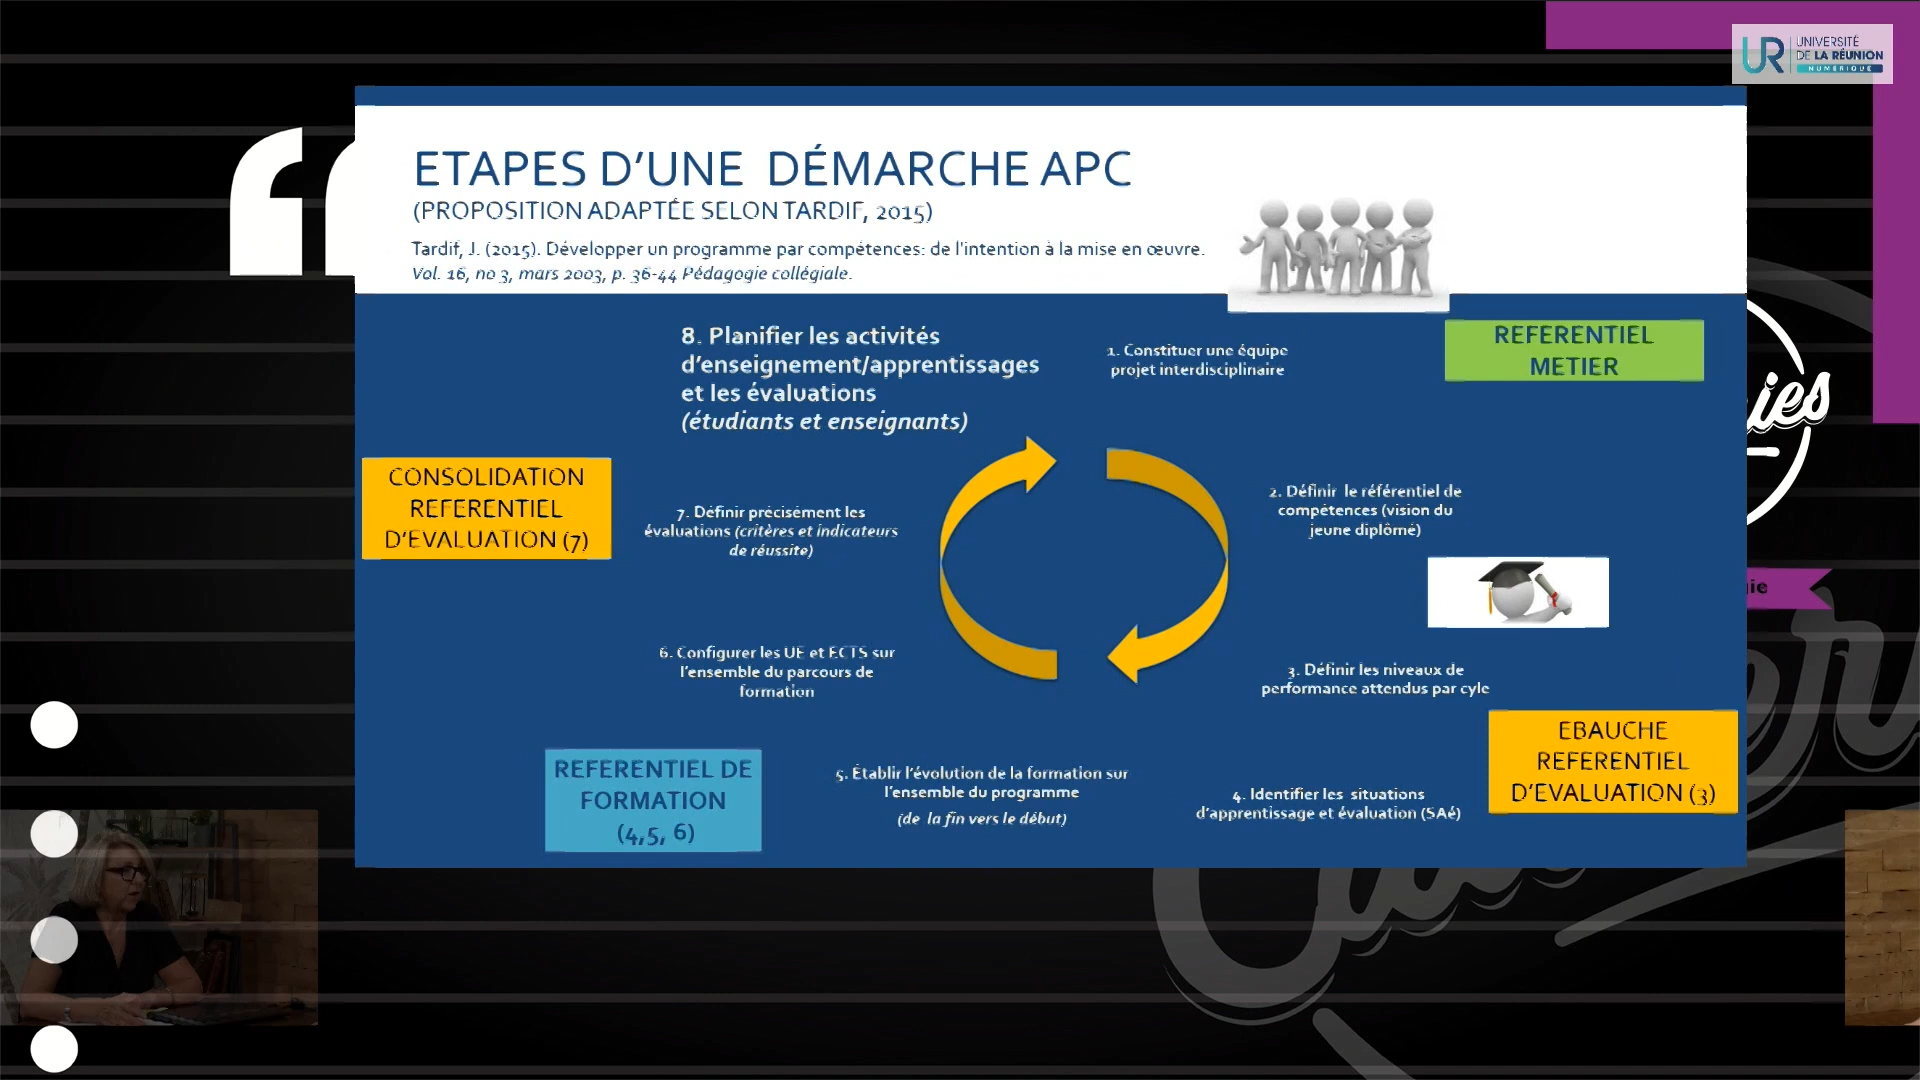 UNIVERSITÉ
DE LA RÉUNION
NUMERIQUE
ETAPES D'UNE DÉMARCHE APC
(PROPOSITION ADAPTÉE SELON TARDIF, 2015)
Tardif, J. (2015). Développer un programme par compétences: de l'intention à la mise en œuvre.
Vol. 16, no 3, mars 2003, p. 36-44 Pédagogie collégiale.
8. Planifier les activités
d'enseignement/apprentissages
et les évaluations
(étudiants et enseignants)
1. Constituer une équipe
projet interdisciplinaire
REFERENTIEL
METIER
CONSOLIDATION
REFERENTIEL
D'EVALUATION (7)
7. Définir précisément les
évaluations (critères et indicateurs
de réussite)
2. Définir le référentiel de
compétences (vision du
jeune diplômé)
6. Configurer les UE et ECTS sur
l'ensemble du parcours de
formation
3. Définir les niveaux de
performance attendus par cyle
EBAUCHE
REFERENTIEL
D'EVALUATION (3)
REFERENTIEL DE
FORMATION
(4,5, 6)
5. Établir l'évolution de la formation sur
l'ensemble du programme
(de la fin vers le début)
4. Identifier les situations
d'apprentissage et évaluation (SAé)